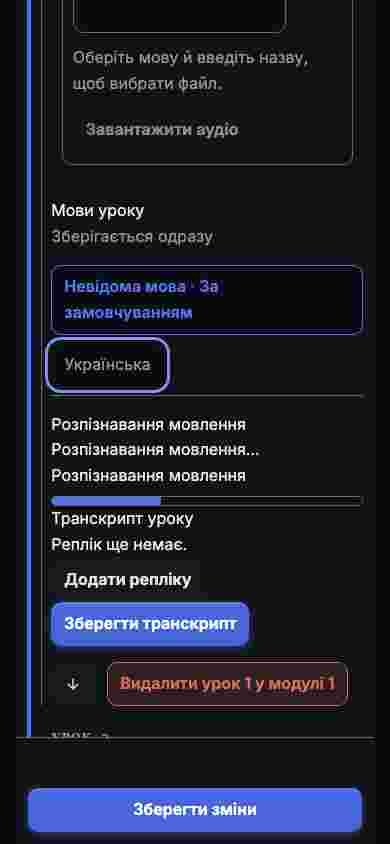 Оберіть мову й введіть назву,
щоб вибрати файл.
Завантажити аудіо
Мови уроку
Зберігається одразу
Невідома мова · За
замовчуванням
Українська
Розпізнавання мовлення
Розпізнавання мовлення...
Розпізнавання мовлення
Транскрипт уроку
Реплік ще немає.
Додати репліку
Зберегти транскрипт
↓ Видалити урок 1 у модулі 1
Зберегти зміни